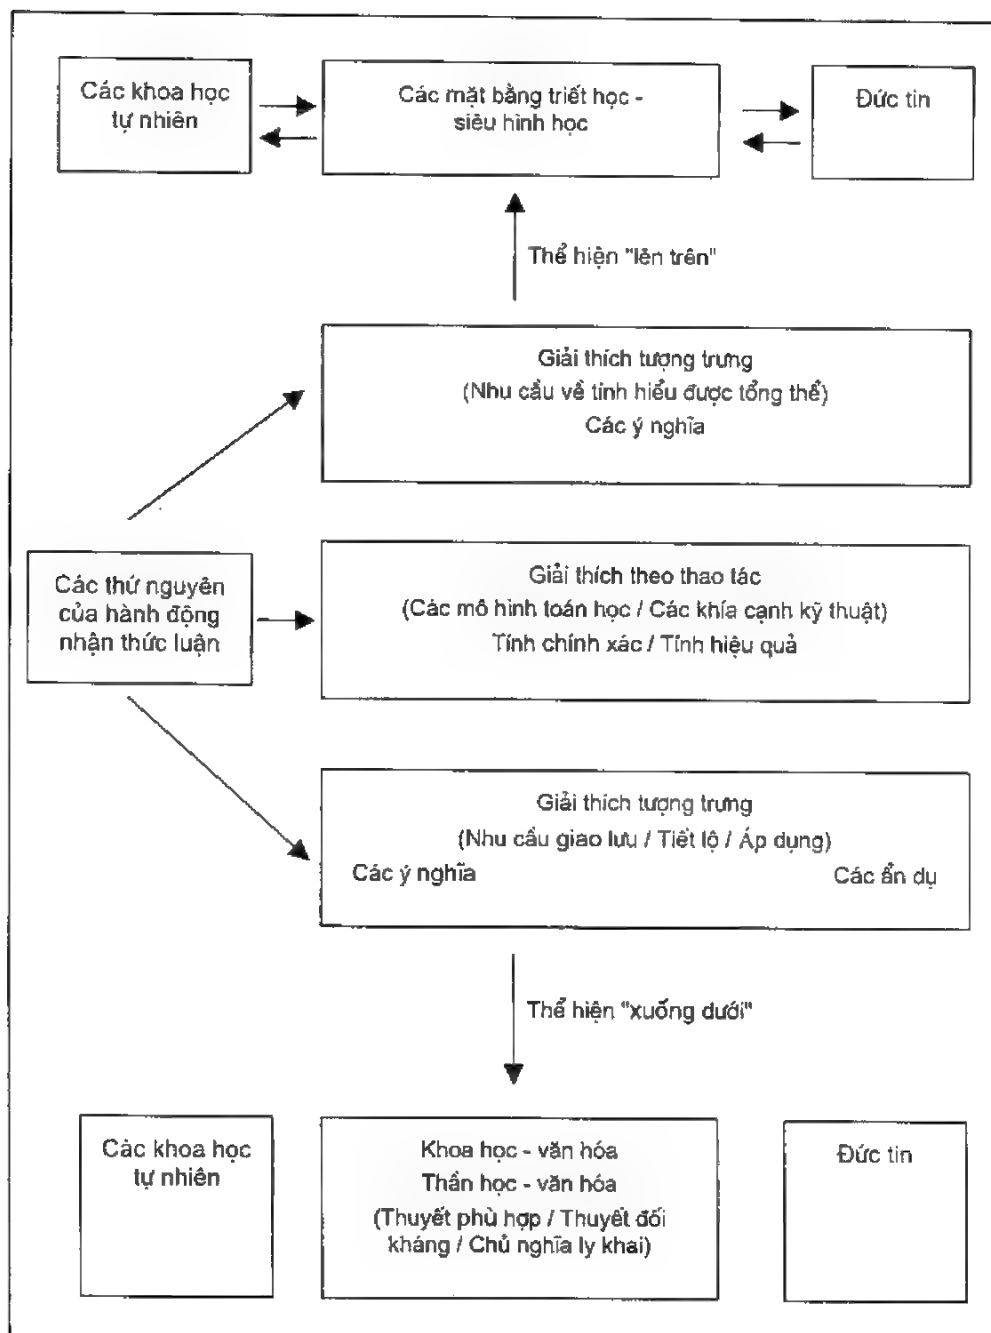 Các khoa học
tự nhiên
Các mặt bằng triết học -
siêu hình học
Đức tin
Thể hiện "lên trên"
Giải thích tượng trưng
(Nhu cầu về tính hiểu được tổng thể)
Các ý nghĩa
Các thứ nguyên
của hành động
nhận thức luận
Giải thích theo thao tác
(Các mô hình toán học / Các khía cạnh kỹ thuật)
Tính chính xác / Tính hiệu quả
Giải thích tượng trưng
(Nhu cầu giao lưu / Tiết lộ / Áp dụng)
Các ý nghĩa
Các ẩn dụ
Thể hiện "xuống dưới"
Các khoa học
tự nhiên
Khoa học - văn hóa
Thần học - văn hóa
(Thuyết phù hợp / Thuyết đối
kháng / Chủ nghĩa ly khai)
Đức tin